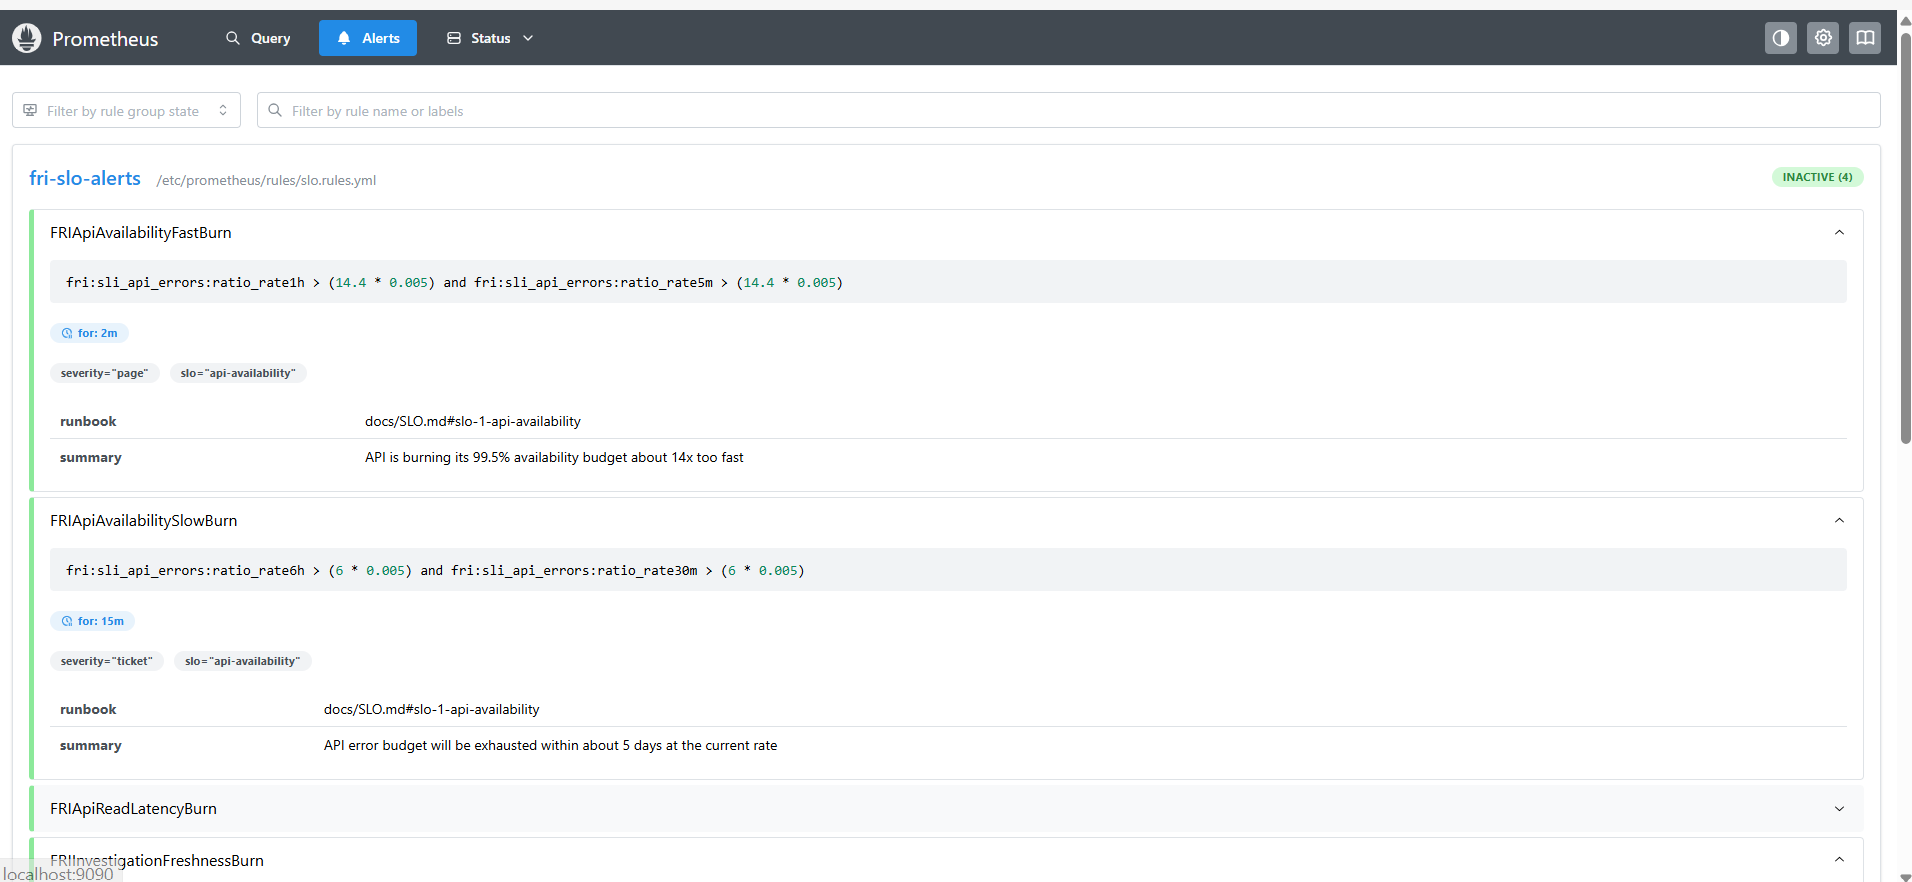 Prometheus Query Alerts Status
Filter by rule group state Filter by rule name or labels
fri-slo-alerts /etc/prometheus/rules/slo.rules.yml INACTIVE (4)
FRIApiAvailabilityFastBurn
fri:sli_api_errors:ratio_rate1h > (14.4 * 0.005) and fri:sli_api_errors:ratio_rate5m > (14.4 * 0.005)
for: 2m
severity="page" slo="api-availability"
runbook docs/SLO.md#slo-1-api-availability
summary API is burning its 99.5% availability budget about 14x too fast
FRIApiAvailabilitySlowBurn
fri:sli_api_errors:ratio_rate6h > (6 * 0.005) and fri:sli_api_errors:ratio_rate30m > (6 * 0.005)
for: 15m
severity="ticket" slo="api-availability"
runbook docs/SLO.md#slo-1-api-availability
summary API error budget will be exhausted within about 5 days at the current rate
FRIApiReadLatencyBurn
FRIInvestigationFreshnessBurn
localhost:9090